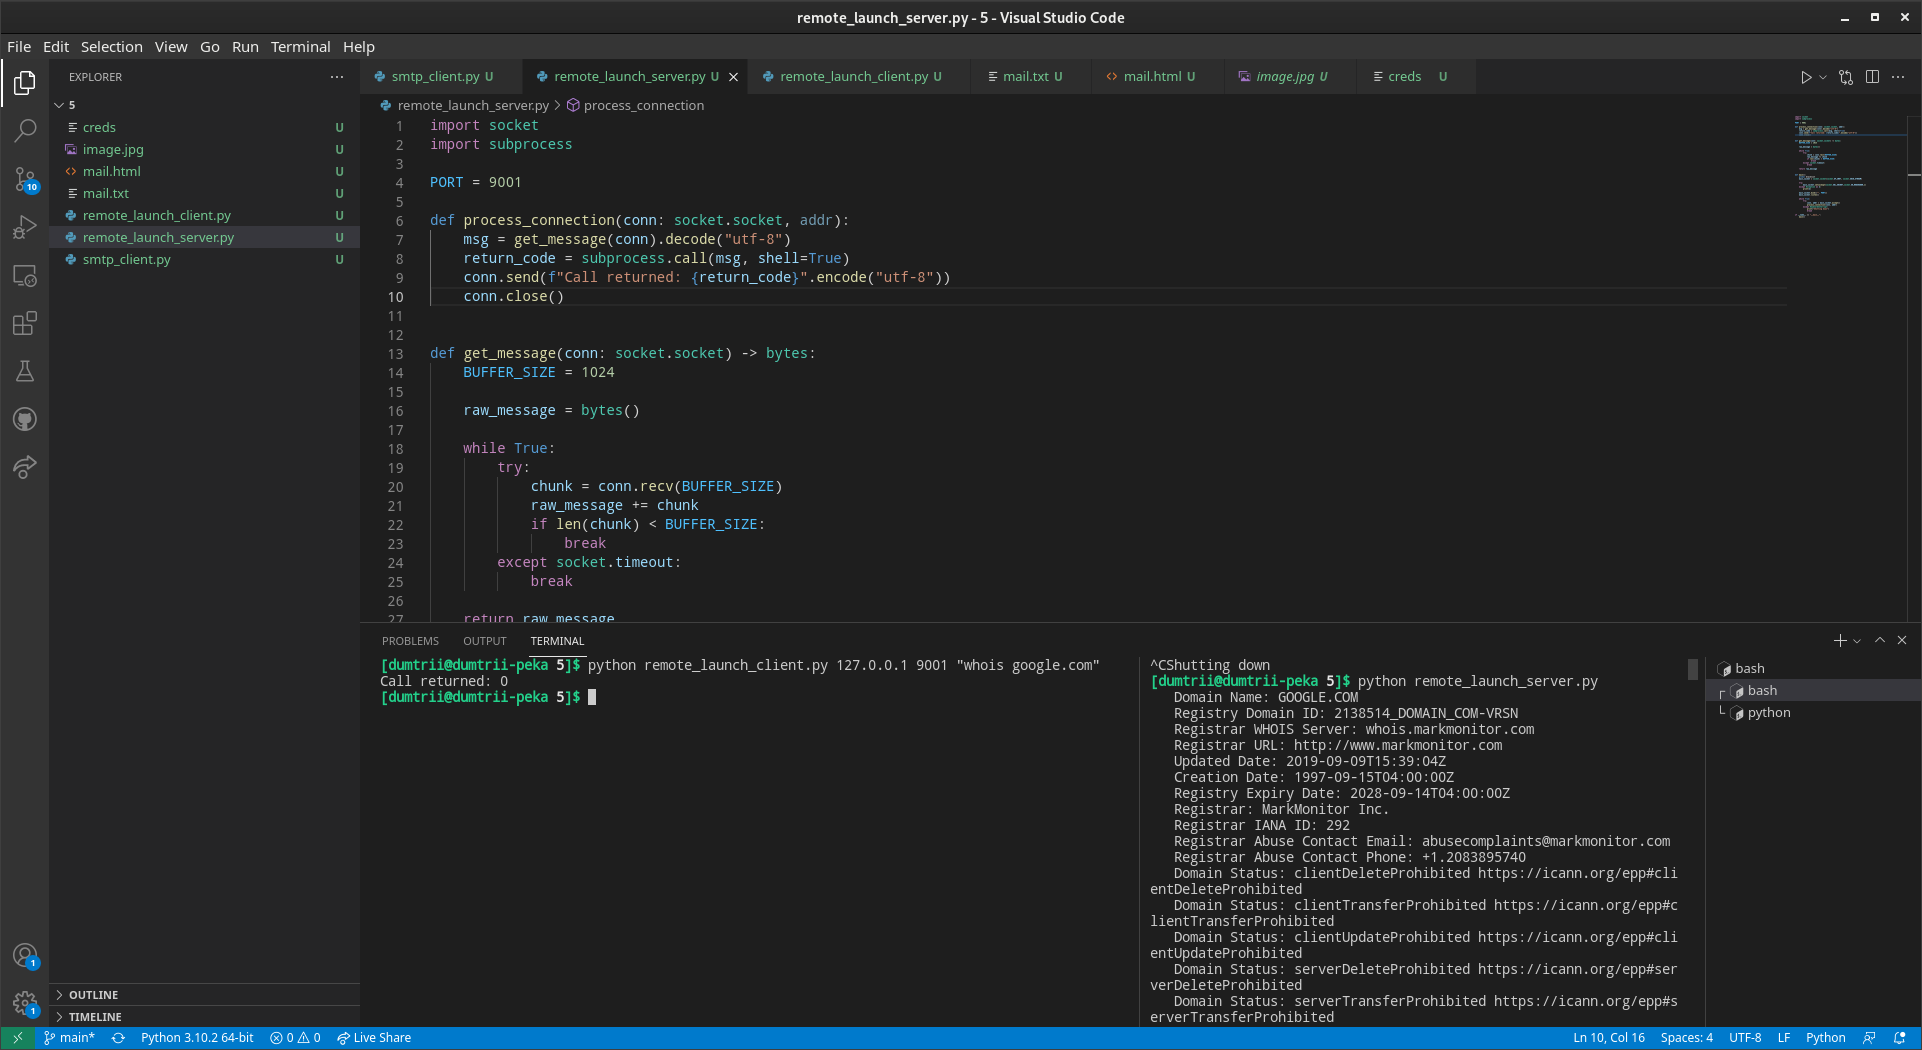 remote_launch_server.py - 5 - Visual Studio Code
File Edit Selection View Go Run Terminal Help
EXPLORER
5
creds U
image.jpg U
mail.html U
mail.txt U
remote_launch_client.py U
remote_launch_server.py U
smtp_client.py U
10
OUTLINE
TIMELINE
1
1
smtp_client.py U remote_launch_server.py U remote_launch_client.py U mail.txt U mail.html U image.jpg U creds U
remote_launch_server.py > process_connection
1 import socket
2 import subprocess
3
4 PORT = 9001
5
6 def process_connection(conn: socket.socket, addr):
7     msg = get_message(conn).decode("utf-8")
8     return_code = subprocess.call(msg, shell=True)
9     conn.send(f"Call returned: {return_code}".encode("utf-8"))
10     conn.close()
11
12
13 def get_message(conn: socket.socket) -> bytes:
14     BUFFER_SIZE = 1024
15
16     raw_message = bytes()
17
18     while True:
19         try:
20             chunk = conn.recv(BUFFER_SIZE)
21             raw_message += chunk
22             if len(chunk) < BUFFER_SIZE:
23                 break
24         except socket.timeout:
25             break
26
27     return raw_message
PROBLEMS OUTPUT TERMINAL
[dumtrii@dumtrii-peka 5]$ python remote_launch_client.py 127.0.0.1 9001 "whois google.com"
Call returned: 0
[dumtrii@dumtrii-peka 5]$
^CShutting down
[dumtrii@dumtrii-peka 5]$ python remote_launch_server.py
Domain Name: GOOGLE.COM
Registry Domain ID: 2138514_DOMAIN_COM-VRSN
Registrar WHOIS Server: whois.markmonitor.com
Registrar URL: http://www.markmonitor.com
Updated Date: 2019-09-09T15:39:04Z
Creation Date: 1997-09-15T04:00:00Z
Registry Expiry Date: 2028-09-14T04:00:00Z
Registrar: MarkMonitor Inc.
Registrar IANA ID: 292
Registrar Abuse Contact Email: abusecomplaints@markmonitor.com
Registrar Abuse Contact Phone: +1.2083895740
Domain Status: clientDeleteProhibited https://icann.org/epp#cli
entDeleteProhibited
Domain Status: clientTransferProhibited https://icann.org/epp#c
lientTransferProhibited
Domain Status: clientUpdateProhibited https://icann.org/epp#cli
entUpdateProhibited
Domain Status: serverDeleteProhibited https://icann.org/epp#ser
verDeleteProhibited
Domain Status: serverTransferProhibited https://icann.org/epp#s
erverTransferProhibited
bash
bash
python
main* Python 3.10.2 64-bit 0 0 Live Share Ln 10, Col 16 Spaces: 4 UTF-8 LF Python